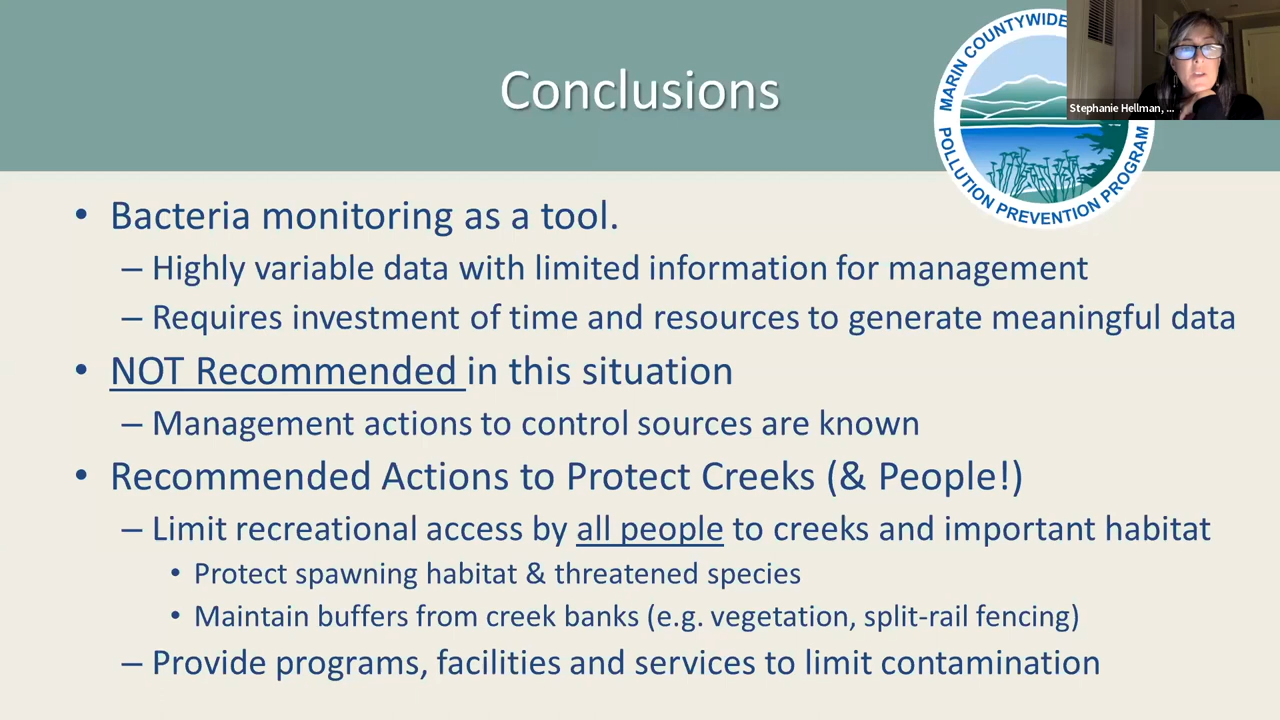 Conclusions
MARIN COUNTYWIDE
POLLUTION PREVENTION PROGRAM
Stephanie Hellman, ...
• Bacteria monitoring as a tool.
– Highly variable data with limited information for management
– Requires investment of time and resources to generate meaningful data
• NOT Recommended in this situation
– Management actions to control sources are known
• Recommended Actions to Protect Creeks (& People!)
– Limit recreational access by all people to creeks and important habitat
• Protect spawning habitat & threatened species
• Maintain buffers from creek banks (e.g. vegetation, split-rail fencing)
– Provide programs, facilities and services to limit contamination